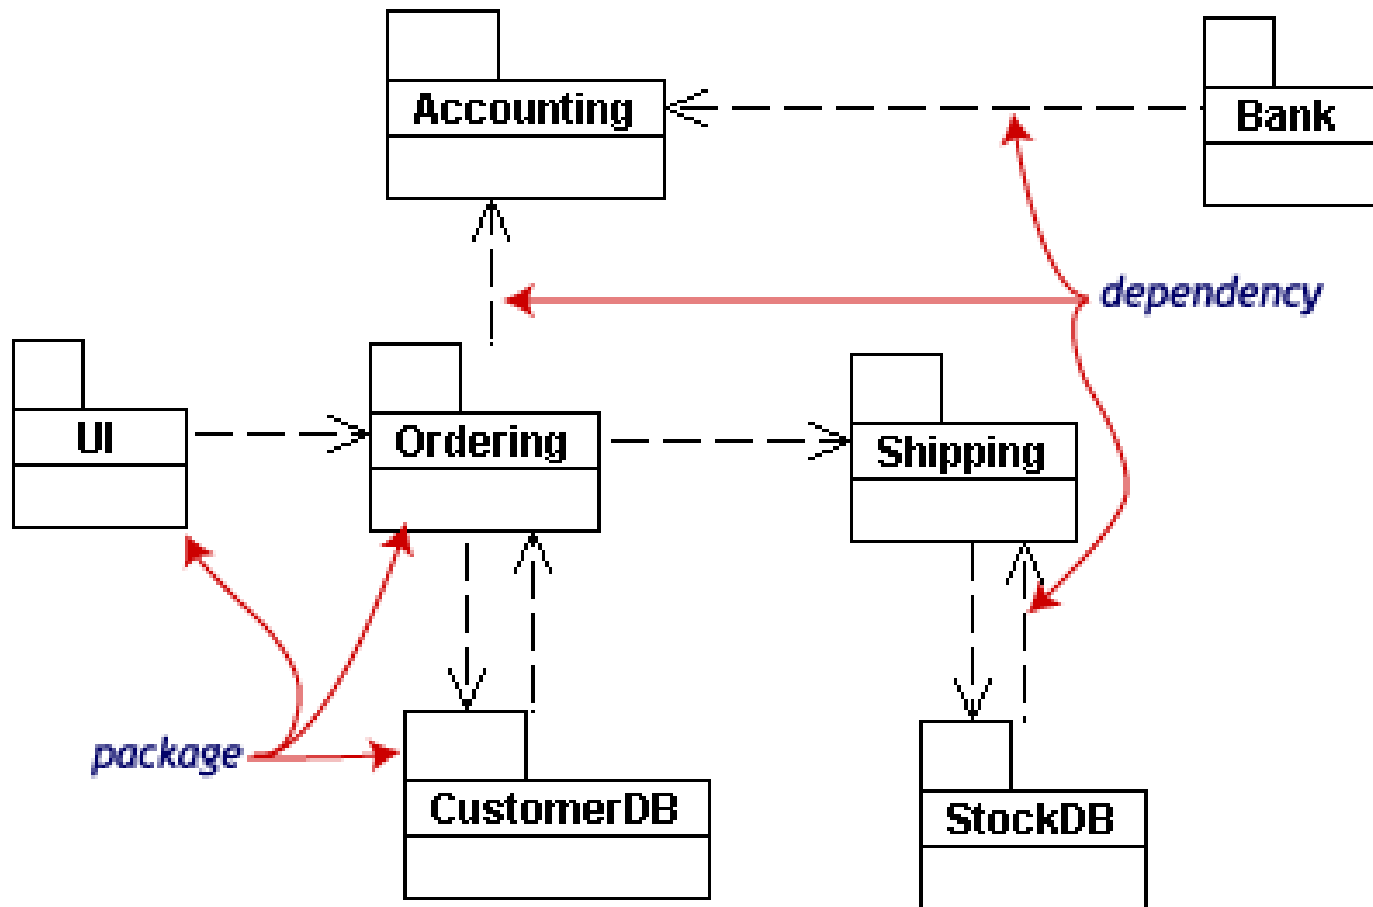 Accounting
Bank
dependency
UI
Ordering
Shipping
package
CustomerDB
StockDB